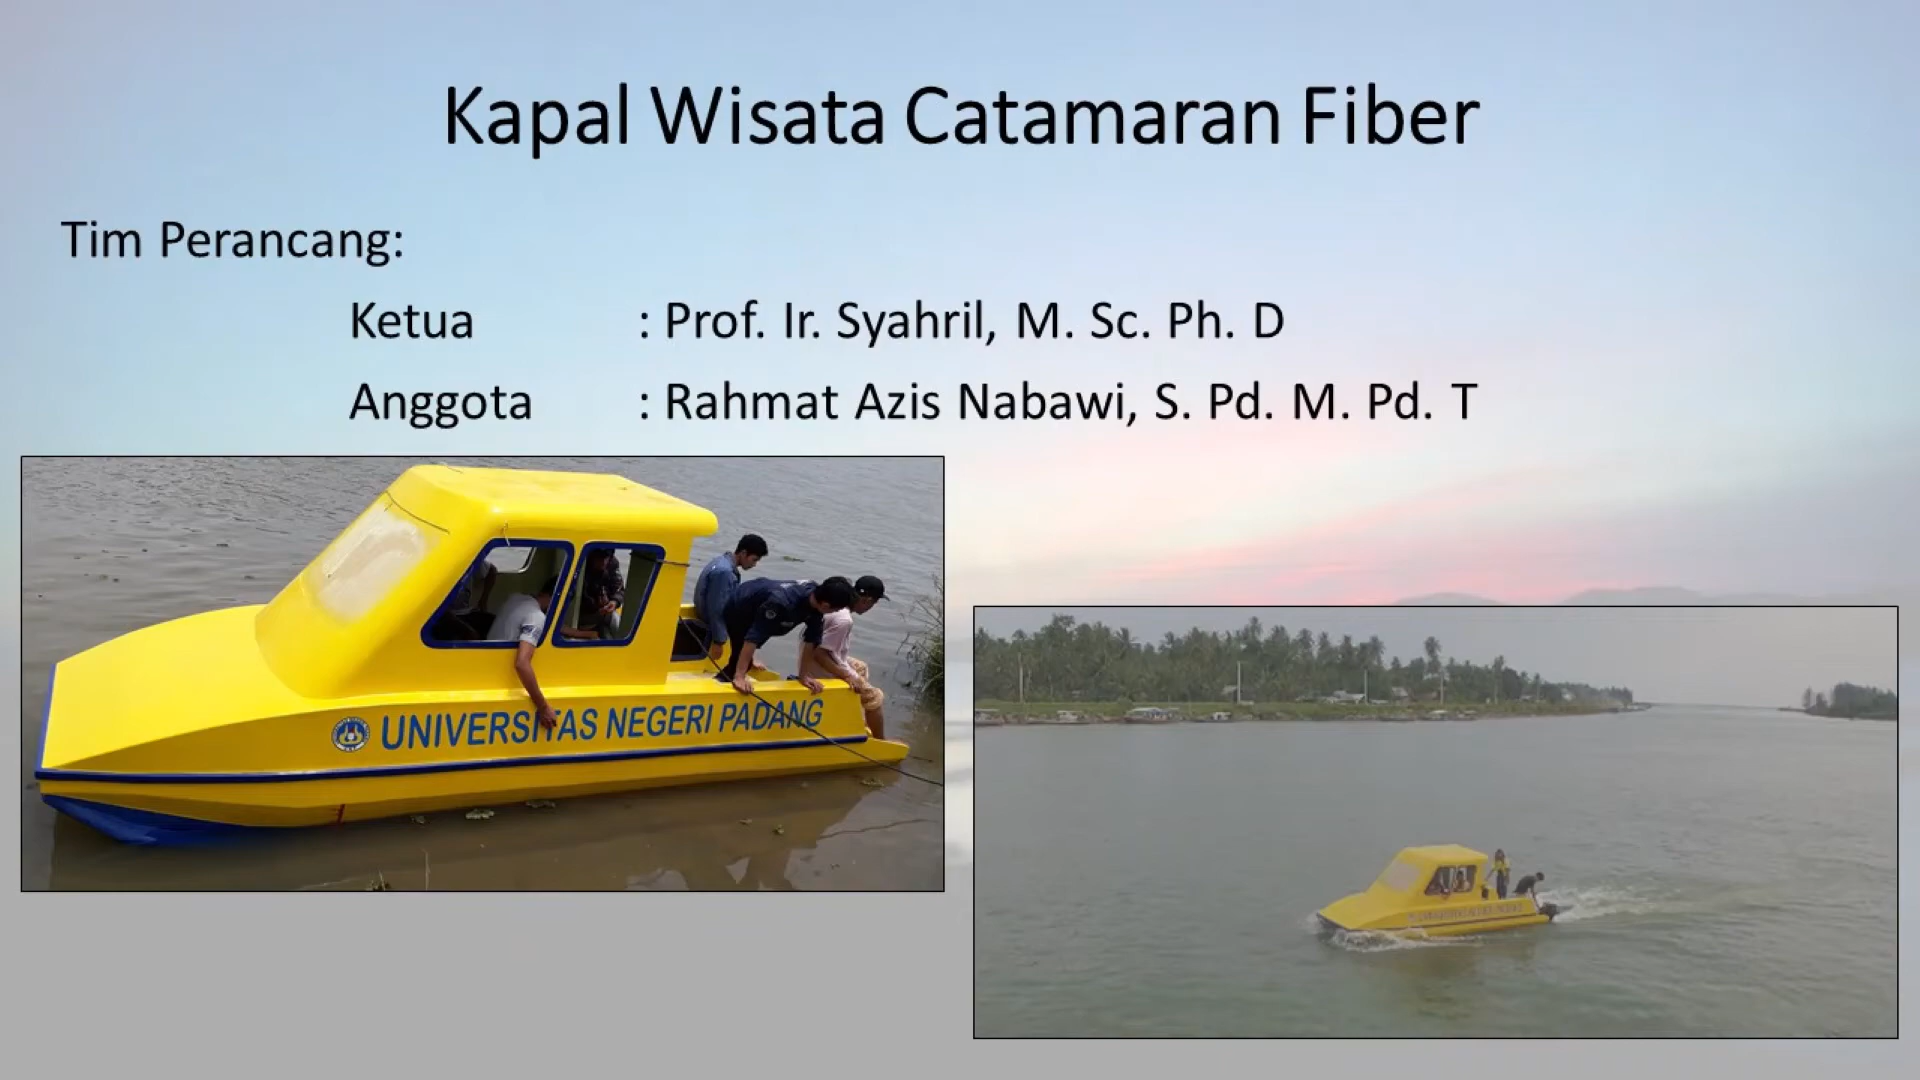 Kapal Wisata Catamaran Fiber
Tim Perancang:
Ketua : Prof. Ir. Syahril, M. Sc. Ph. D
Anggota : Rahmat Azis Nabawi, S. Pd. M. Pd. T
UNIVERSITAS NEGERI PADANG